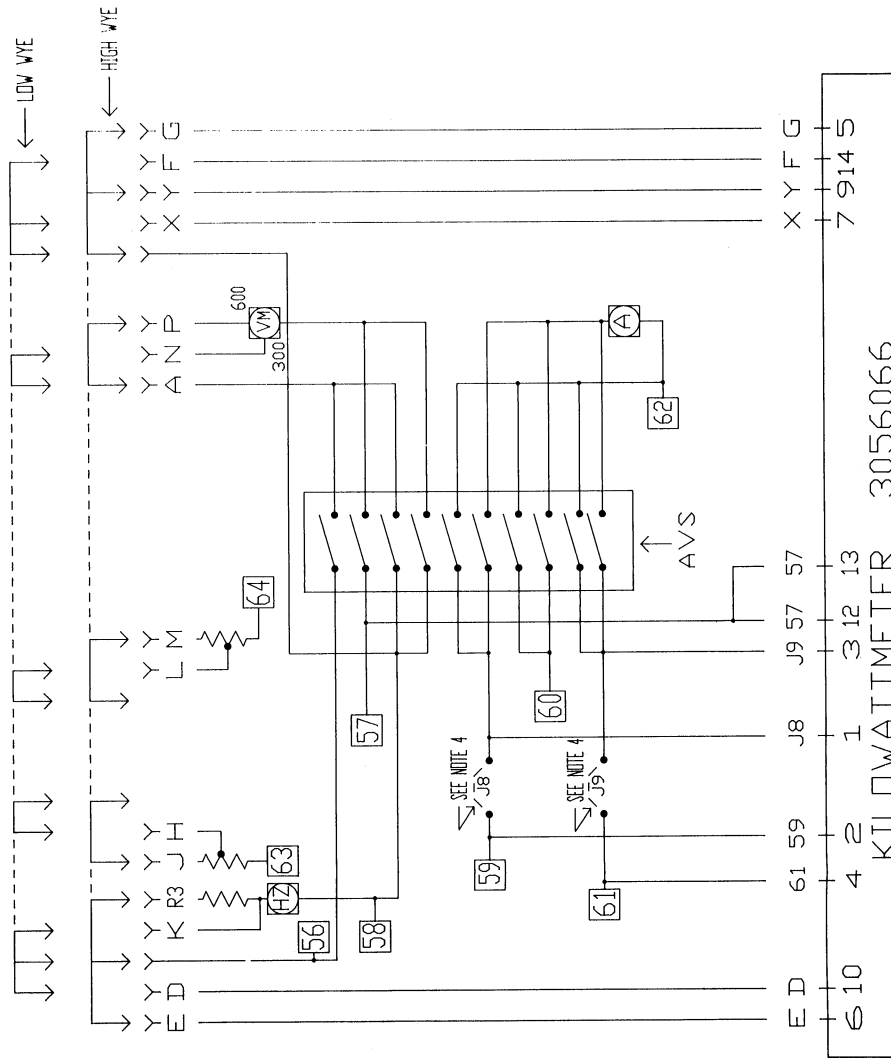 LOW WYE
HIGH WYE
E D K R3 J H L M A N P X Y F G
64
63
56
58
57
300 VM 600
HZ
A
62
60
AVS
SEE NOTE 4
J8
SEE NOTE 4
J9
59
61
E D 61 59 J8 J9 57 57 X Y F G
6 10 4 2 1 3 12 13 7 9 14 5
KILOWATTMETER 3056066